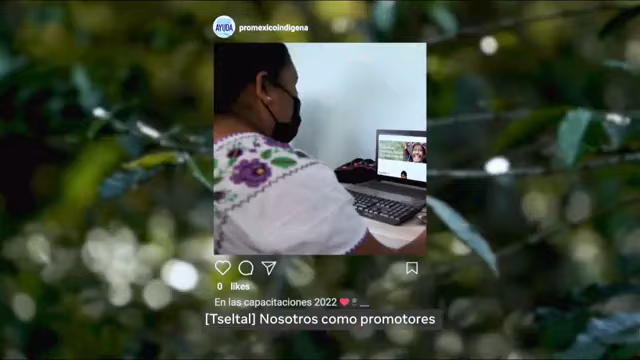 AYUDA
promexicoindigena
0 likes
En las capacitaciones 2022 ❤️
[Tseltal] Nosotros como promotores